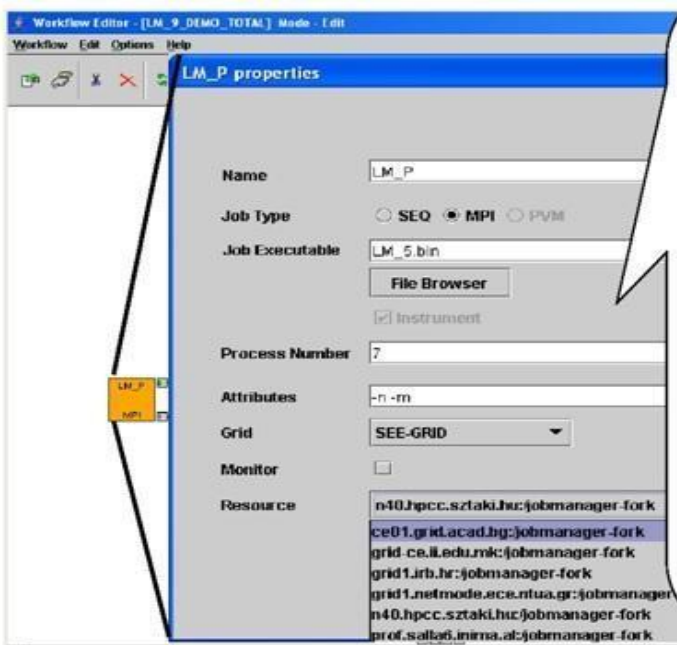 Workflow Editor - [LM_9_DEMO_TOTAL] Mode - Edit
Workflow Edit Options Help
LM_P properties
Name LM_P
Job Type SEQ MPI PVM
Job Executable LM_5.bin
File Browser
Instrument
Process Number 7
LM_P
MPI
Attributes -n -m
Grid SEE-GRID
Monitor
Resource n40.hpcc.sztaki.hu:/jobmanager-fork
ce01.grid.acad.bg:/jobmanager-fork
grid-ce.ii.edu.mk:/jobmanager-fork
grid1.irb.hr:/jobmanager-fork
grid1.netmode.ece.ntua.gr:/jobmanager
n40.hpcc.sztaki.hu:/jobmanager-fork
prof.salla6.inima.al:/jobmanager-fork